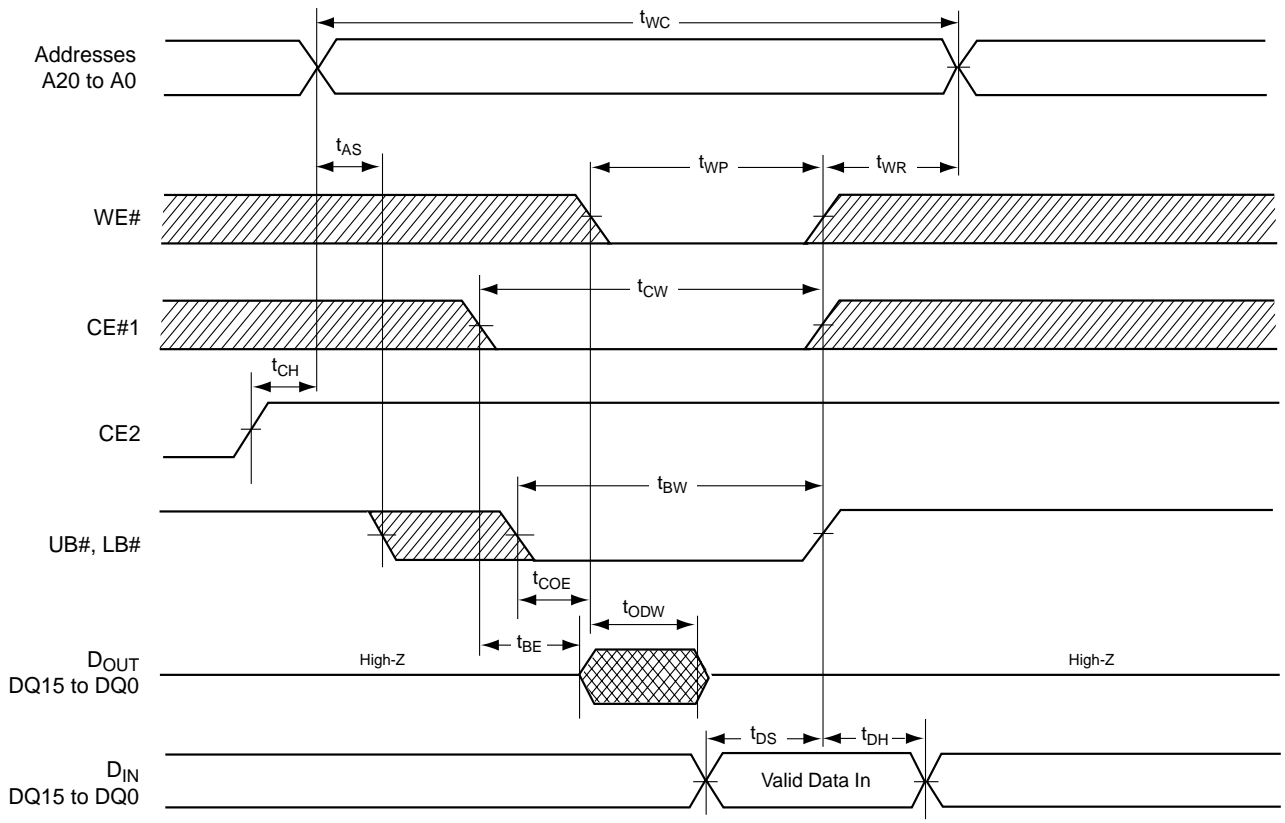 tWC
Addresses
A20 to A0
tAS
tWP
tWR
WE#
tCW
CE#1
tCH
CE2
tBW
UB#, LB#
tCOE
tODW
tBE
DOUT
DQ15 to DQ0
High-Z
High-Z
tDS
tDH
DIN
DQ15 to DQ0
Valid Data In